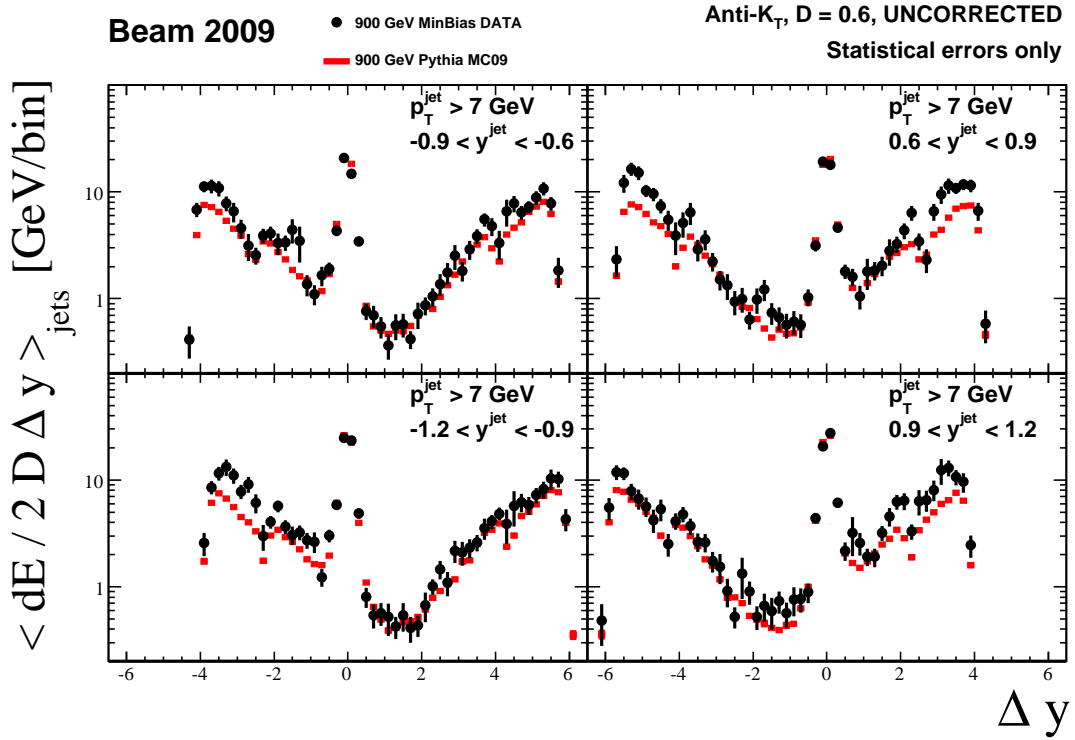 Beam 2009
900 GeV MinBias DATA
900 GeV Pythia MC09
Anti-K_T, D = 0.6, UNCORRECTED
Statistical errors only
< dE / 2 D Δ y >_jets [GeV/bin]
p_T^jet > 7 GeV
-0.9 < y^jet < -0.6
p_T^jet > 7 GeV
0.6 < y^jet < 0.9
10
1
p_T^jet > 7 GeV
-1.2 < y^jet < -0.9
p_T^jet > 7 GeV
0.9 < y^jet < 1.2
10
1
-6 -4 -2 0 2 4 6 -6 -4 -2 0 2 4 6
Δ y